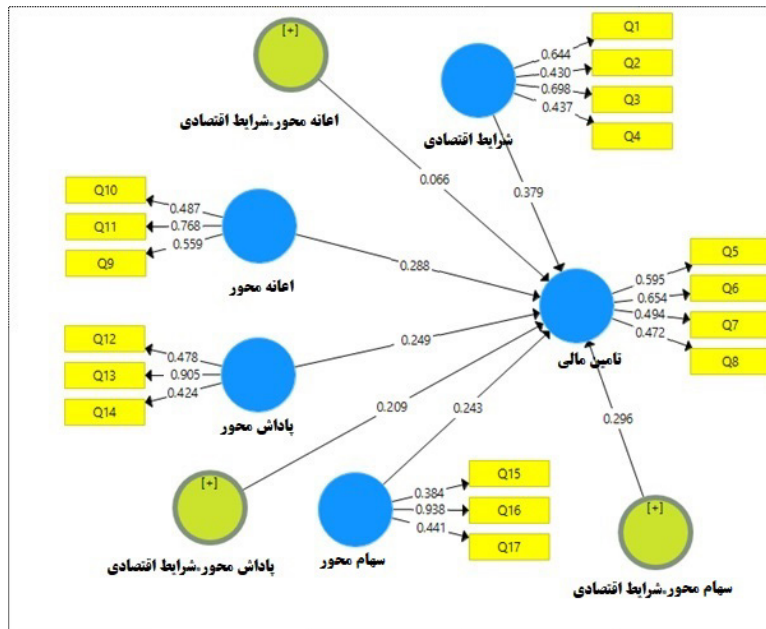 [+]
اعانه محور.شرایط اقتصادی
شرایط اقتصادی
Q1
Q2
Q3
Q4
0.644
0.430
0.698
0.437
0.066
0.379
Q10
Q11
Q9
0.487
0.768
0.559
اعانه محور
0.288
Q5
Q6
Q7
Q8
0.595
0.654
0.494
0.472
تامین مالی
Q12
Q13
Q14
0.478
0.905
0.424
پاداش محور
0.249
0.209
0.243
0.296
[+]
پاداش محور.شرایط اقتصادی
Q15
Q16
Q17
0.384
0.938
0.441
سهام محور
[+]
سهام محور.شرایط اقتصادی